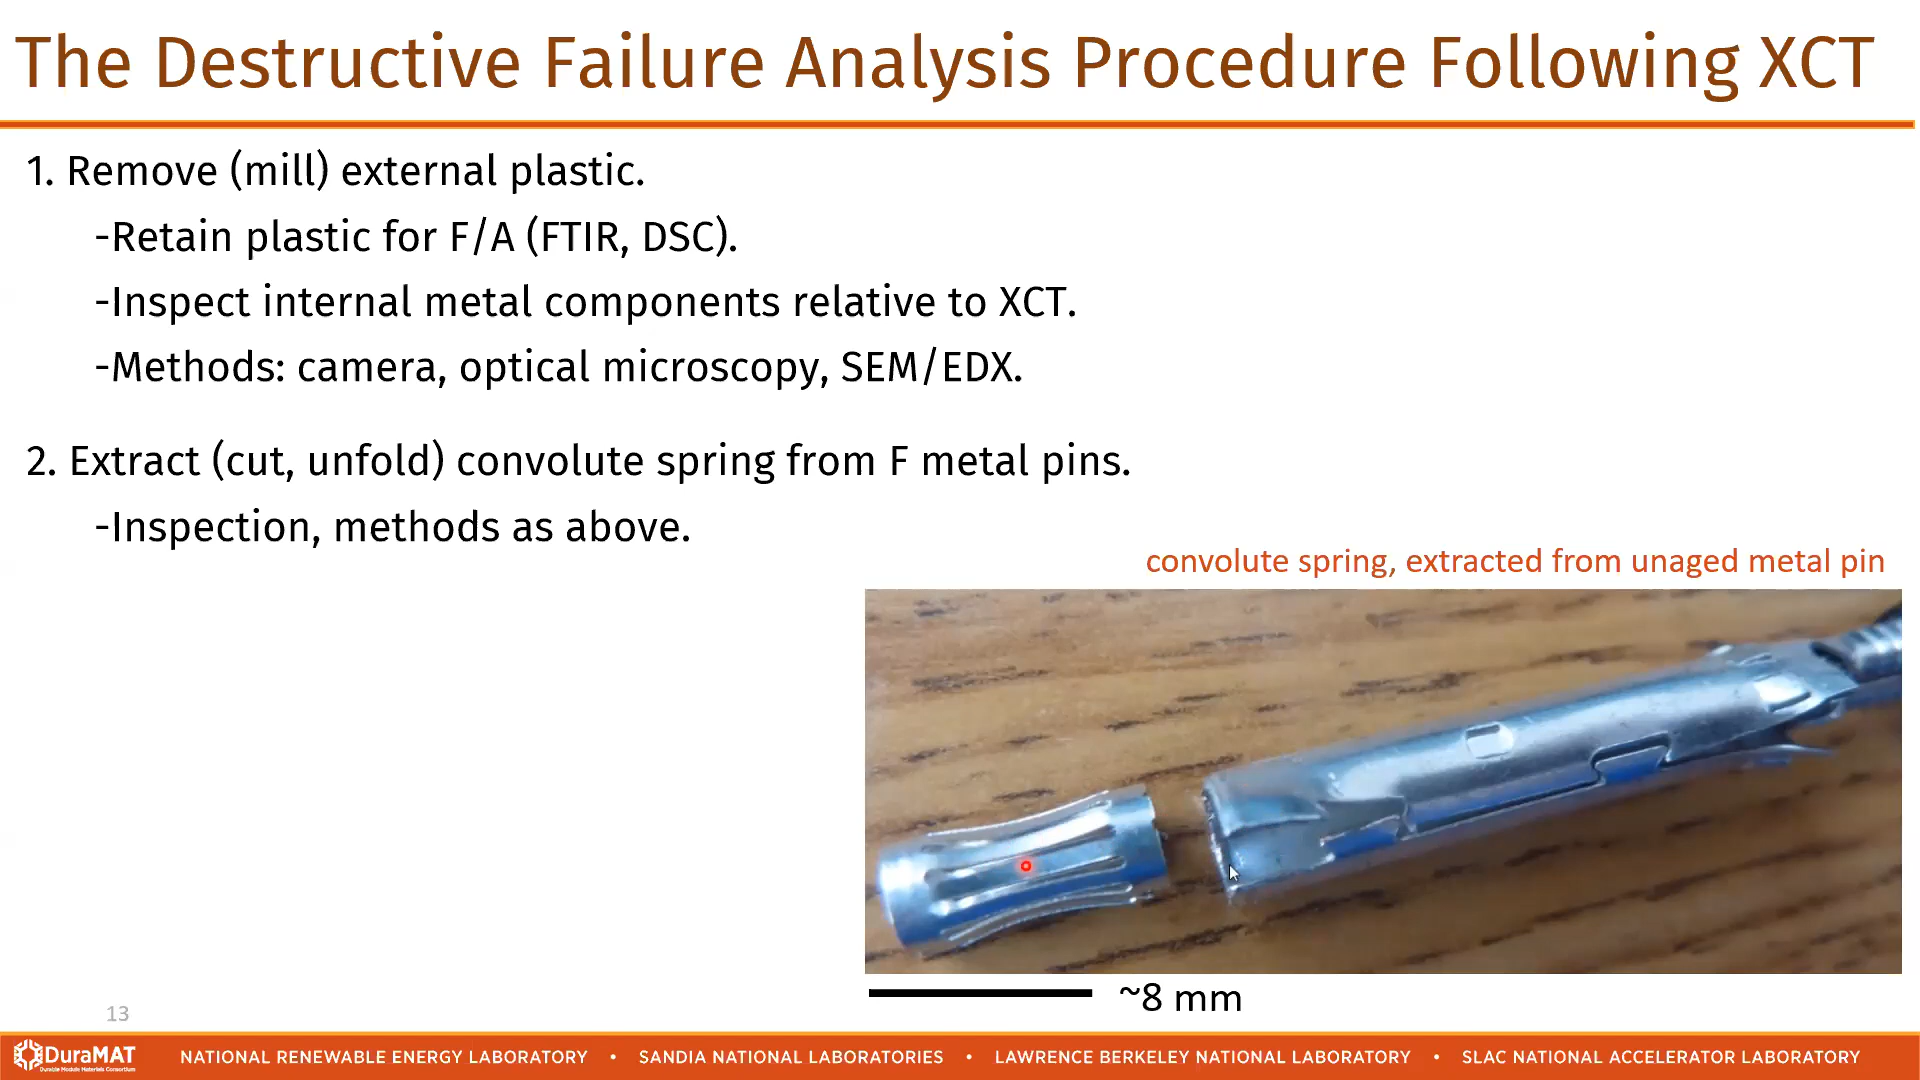 The Destructive Failure Analysis Procedure Following XCT
1. Remove (mill) external plastic.
-Retain plastic for F/A (FTIR, DSC).
-Inspect internal metal components relative to XCT.
-Methods: camera, optical microscopy, SEM/EDX.
2. Extract (cut, unfold) convolute spring from F metal pins.
-Inspection, methods as above.
convolute spring, extracted from unaged metal pin
~8 mm
13
DuraMAT
Durable Module Materials Consortium
NATIONAL RENEWABLE ENERGY LABORATORY • SANDIA NATIONAL LABORATORIES • LAWRENCE BERKELEY NATIONAL LABORATORY • SLAC NATIONAL ACCELERATOR LABORATORY